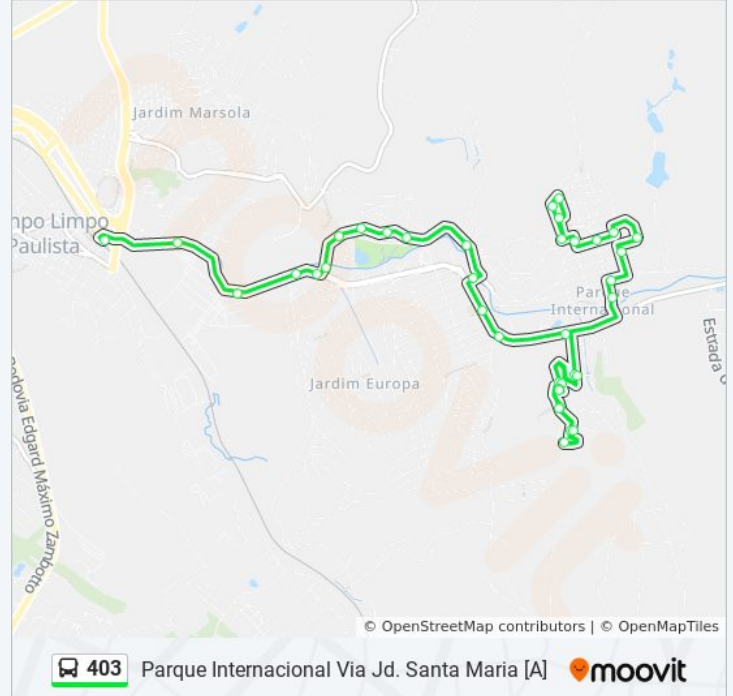 Jardim Marsola
mpo Limpo
Paulista
Parque
Internacional
Estrada
Jardim Europa
odovia Edgard Máximo Zambotto
moovit
© OpenStreetMap contributors | © OpenMapTiles
403 Parque Internacional Via Jd. Santa Maria [A] moovit